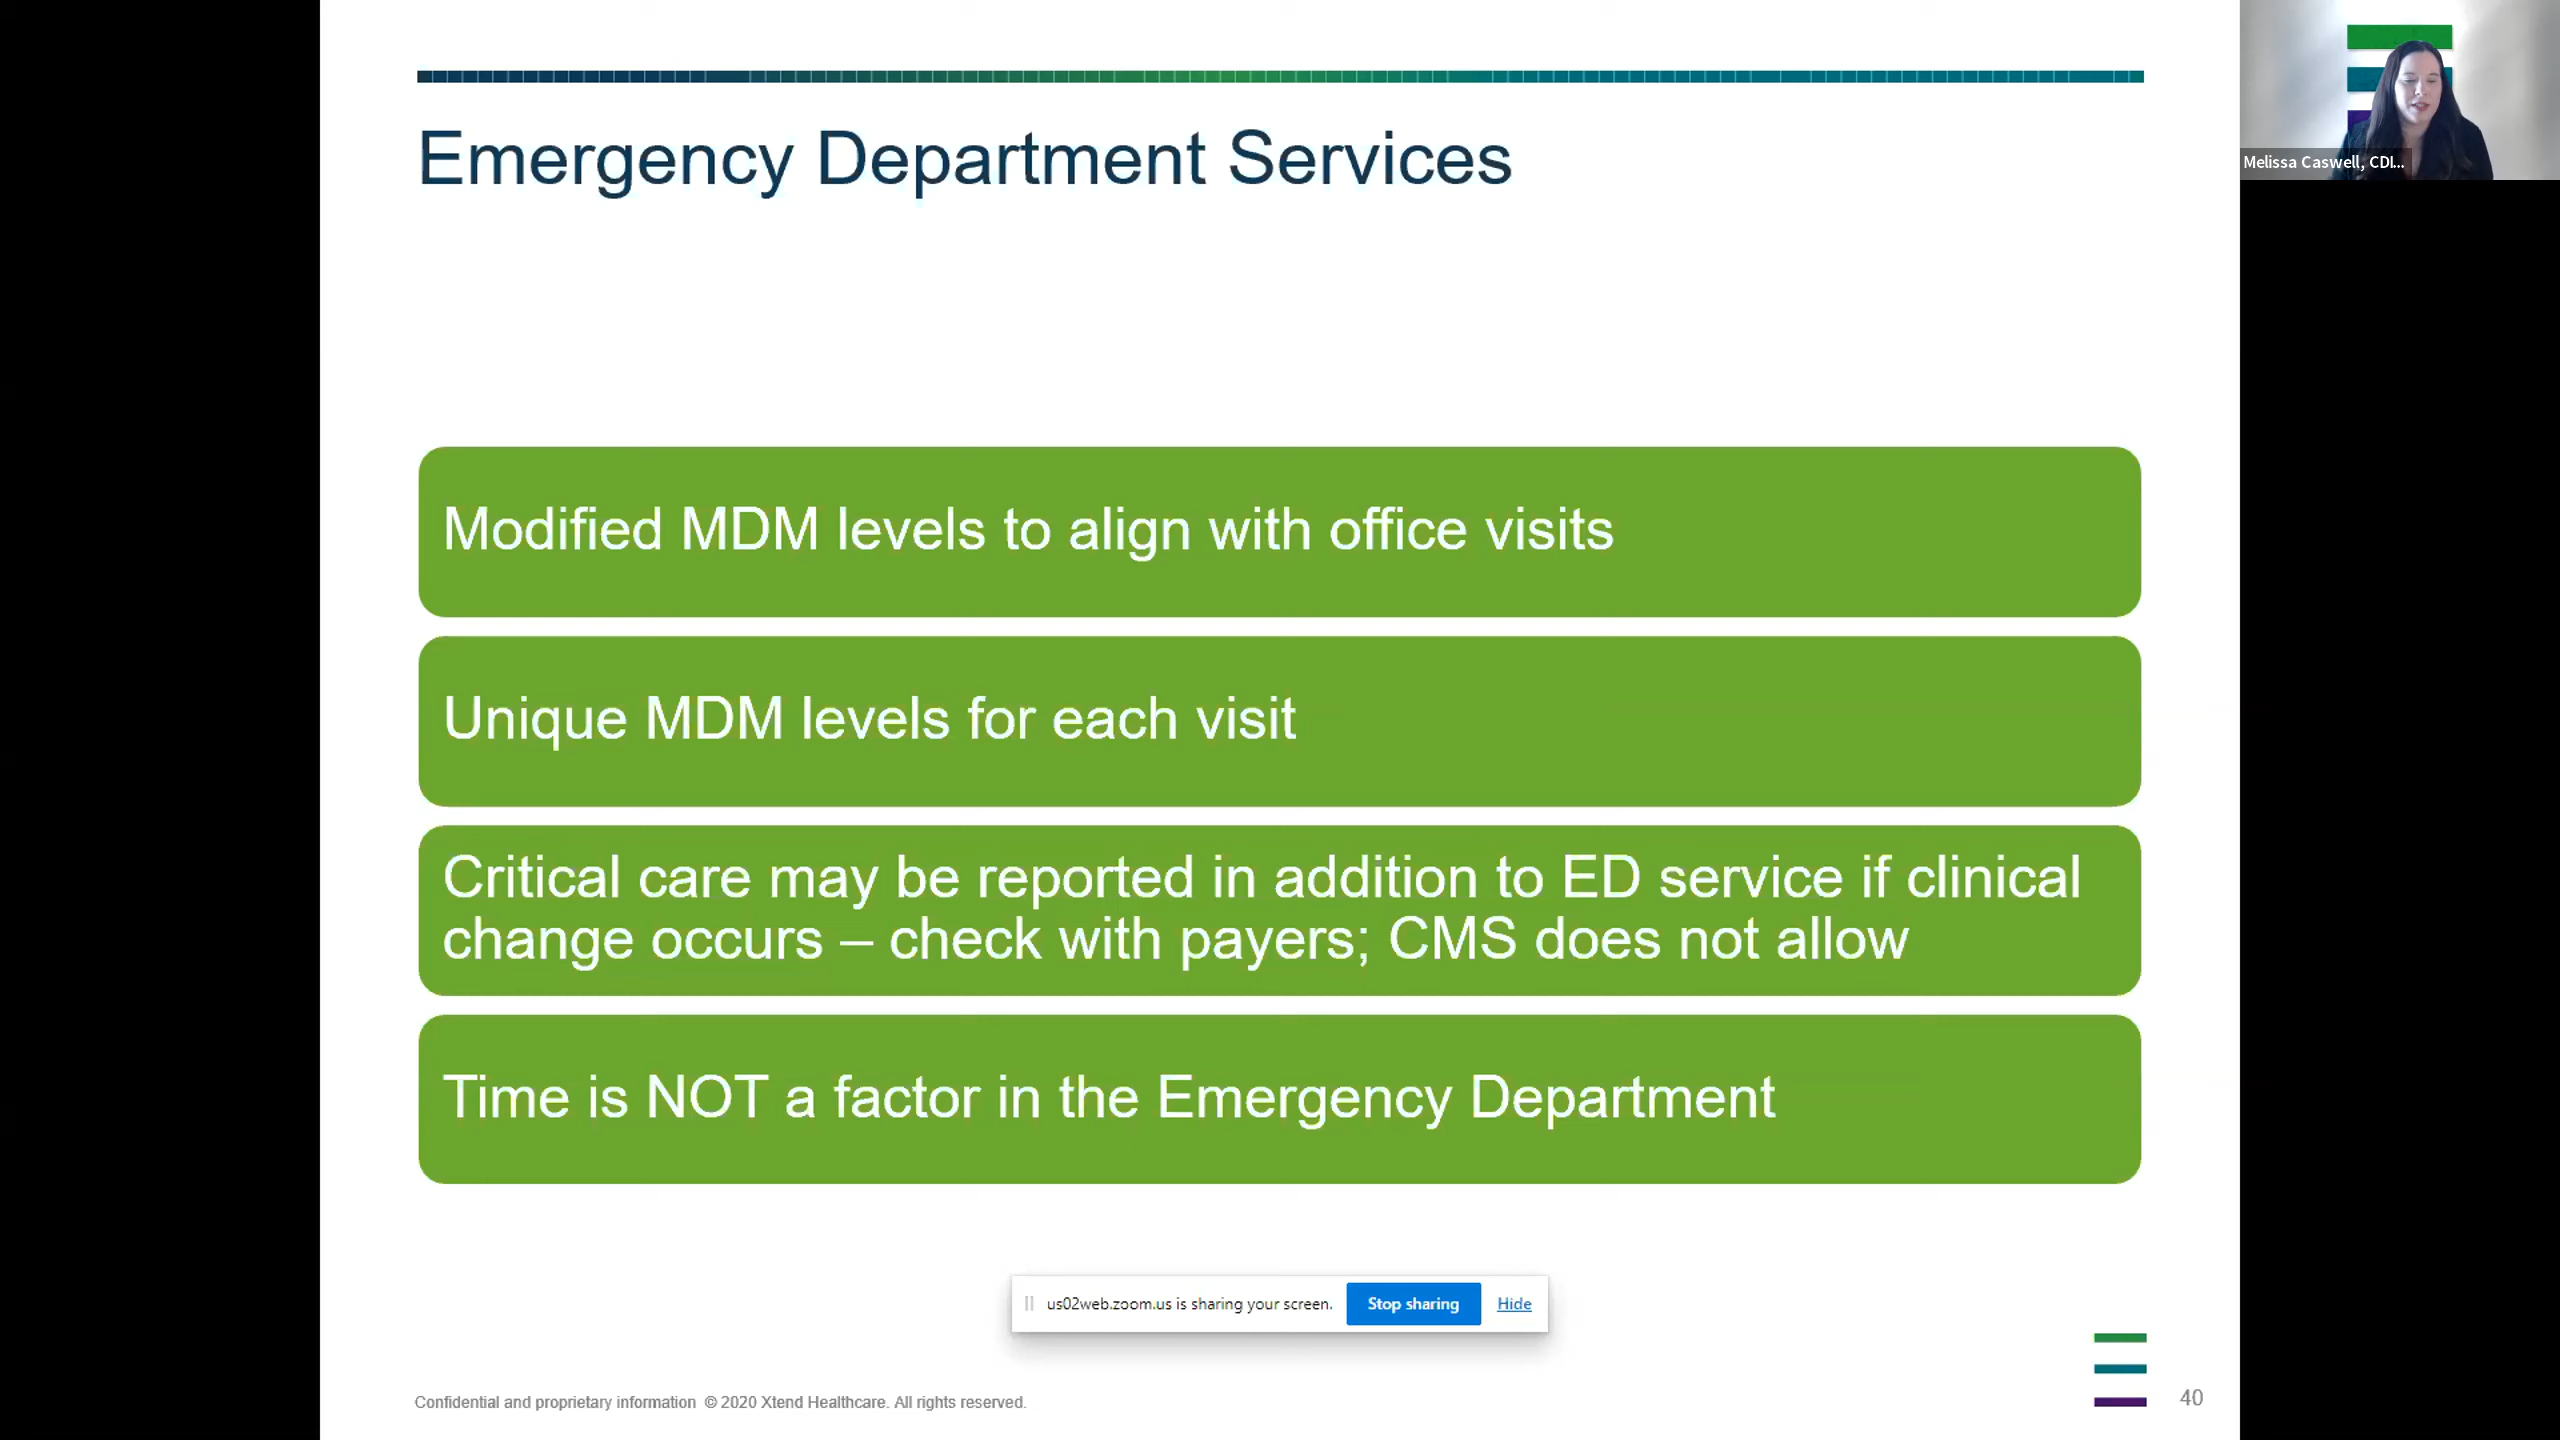 Emergency Department Services
Melissa Caswell, CDI...
Modified MDM levels to align with office visits
Unique MDM levels for each visit
Critical care may be reported in addition to ED service if clinical
change occurs – check with payers; CMS does not allow
Time is NOT a factor in the Emergency Department
us02web.zoom.us is sharing your screen. Stop sharing Hide
Confidential and proprietary information © 2020 Xtend Healthcare. All rights reserved.
40